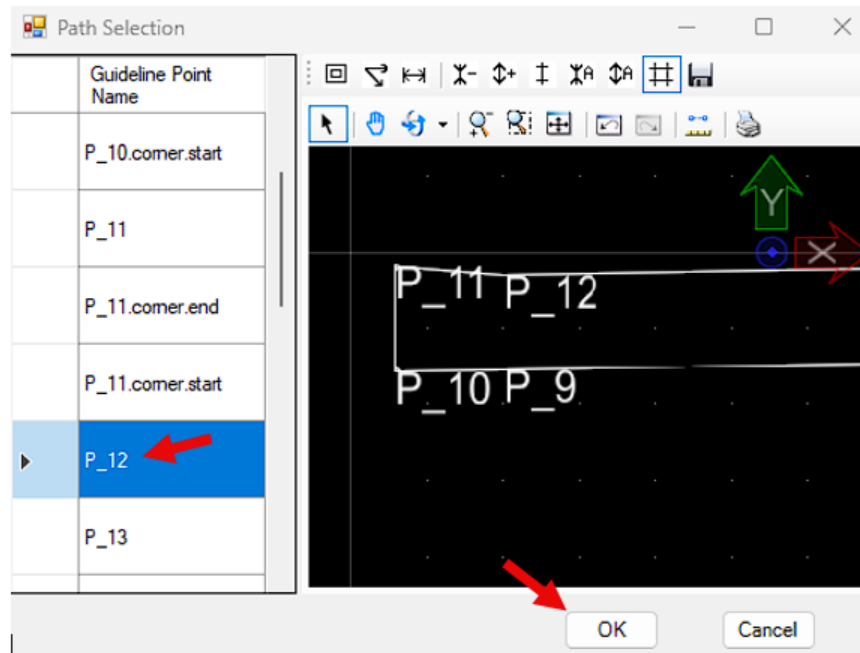 Path Selection
Guideline Point
Name
P_10.corner.start
P_11
P_11.corner.end
P_11.corner.start
P_12
P_13
Y
X
P_11 P_12
P_10 P_9
OK
Cancel